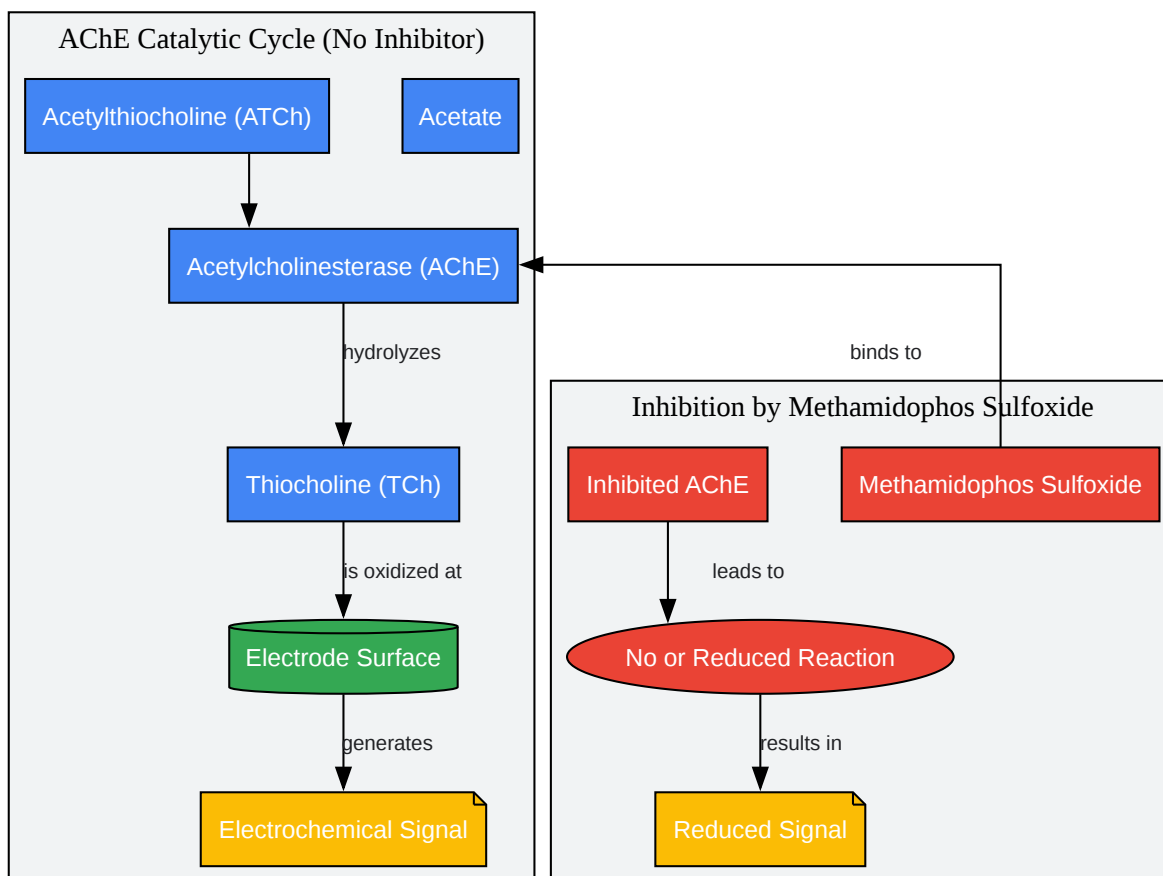 AChE Catalytic Cycle (No Inhibitor)
Acetylthiocholine (ATCh)
Acetate
Acetylcholinesterase (AChE)
hydrolyzes
binds to
Inhibition by Methamidophos Sulfoxide
Thiocholine (TCh)
Inhibited AChE
Methamidophos Sulfoxide
is oxidized at
leads to
Electrode Surface
No or Reduced Reaction
generates
results in
Electrochemical Signal
Reduced Signal